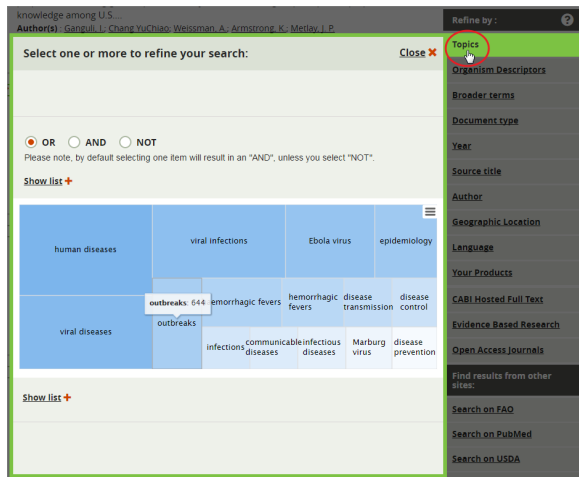 knowledge among U.S....
Author(s) : Ganguli, I.; Chang YuChiao; Weissman, A.; Armstrong, K.; Metlay, J. P.
Select one or more to refine your search:
Close ✖
OR AND NOT
Please note, by default selecting one item will result in an "AND", unless you select "NOT".
Show list +
human diseases
viral infections
Ebola virus
epidemiology
viral diseases
outbreaks: 644
outbreaks
emorrhagic fevers
hemorrhagic
fevers
disease
transmission
disease
control
infections
communicable
diseases
infectious
diseases
Marburg
virus
disease
prevention
Show list +
Refine by :
?
Topics
Organism Descriptors
Broader terms
Document type
Year
Source title
Author
Geographic Location
Language
Your Products
CABI Hosted Full Text
Evidence Based Research
Open Access Journals
Find results from other
sites:
Search on FAO
Search on PubMed
Search on USDA